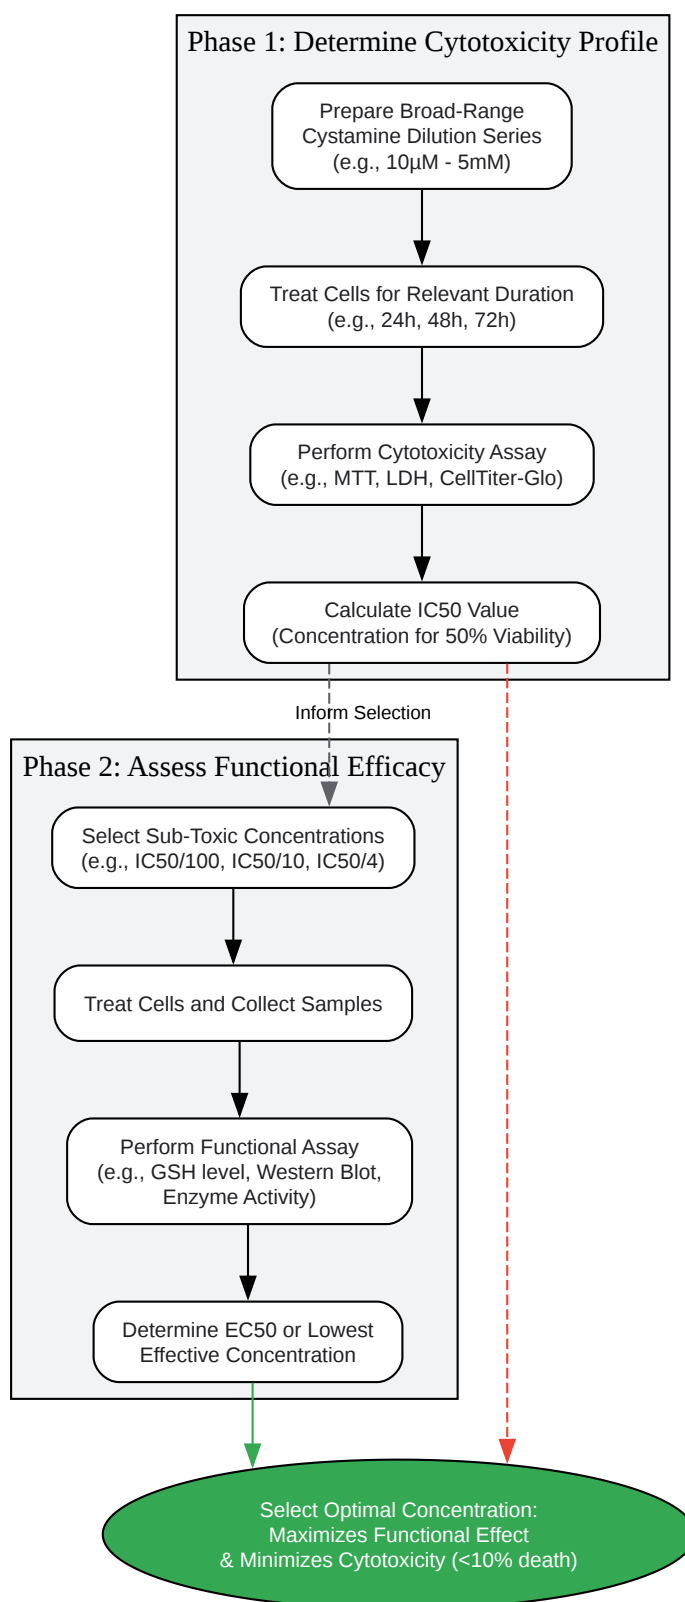 Phase 1: Determine Cytotoxicity Profile
Prepare Broad-Range
Cystamine Dilution Series
(e.g., 10µM - 5mM)
Treat Cells for Relevant Duration
(e.g., 24h, 48h, 72h)
Perform Cytotoxicity Assay
(e.g., MTT, LDH, CellTiter-Glo)
Calculate IC50 Value
(Concentration for 50% Viability)
Inform Selection
Phase 2: Assess Functional Efficacy
Select Sub-Toxic Concentrations
(e.g., IC50/100, IC50/10, IC50/4)
Treat Cells and Collect Samples
Perform Functional Assay
(e.g., GSH level, Western Blot,
Enzyme Activity)
Determine EC50 or Lowest
Effective Concentration
Select Optimal Concentration:
Maximizes Functional Effect
& Minimizes Cytotoxicity (<10% death)